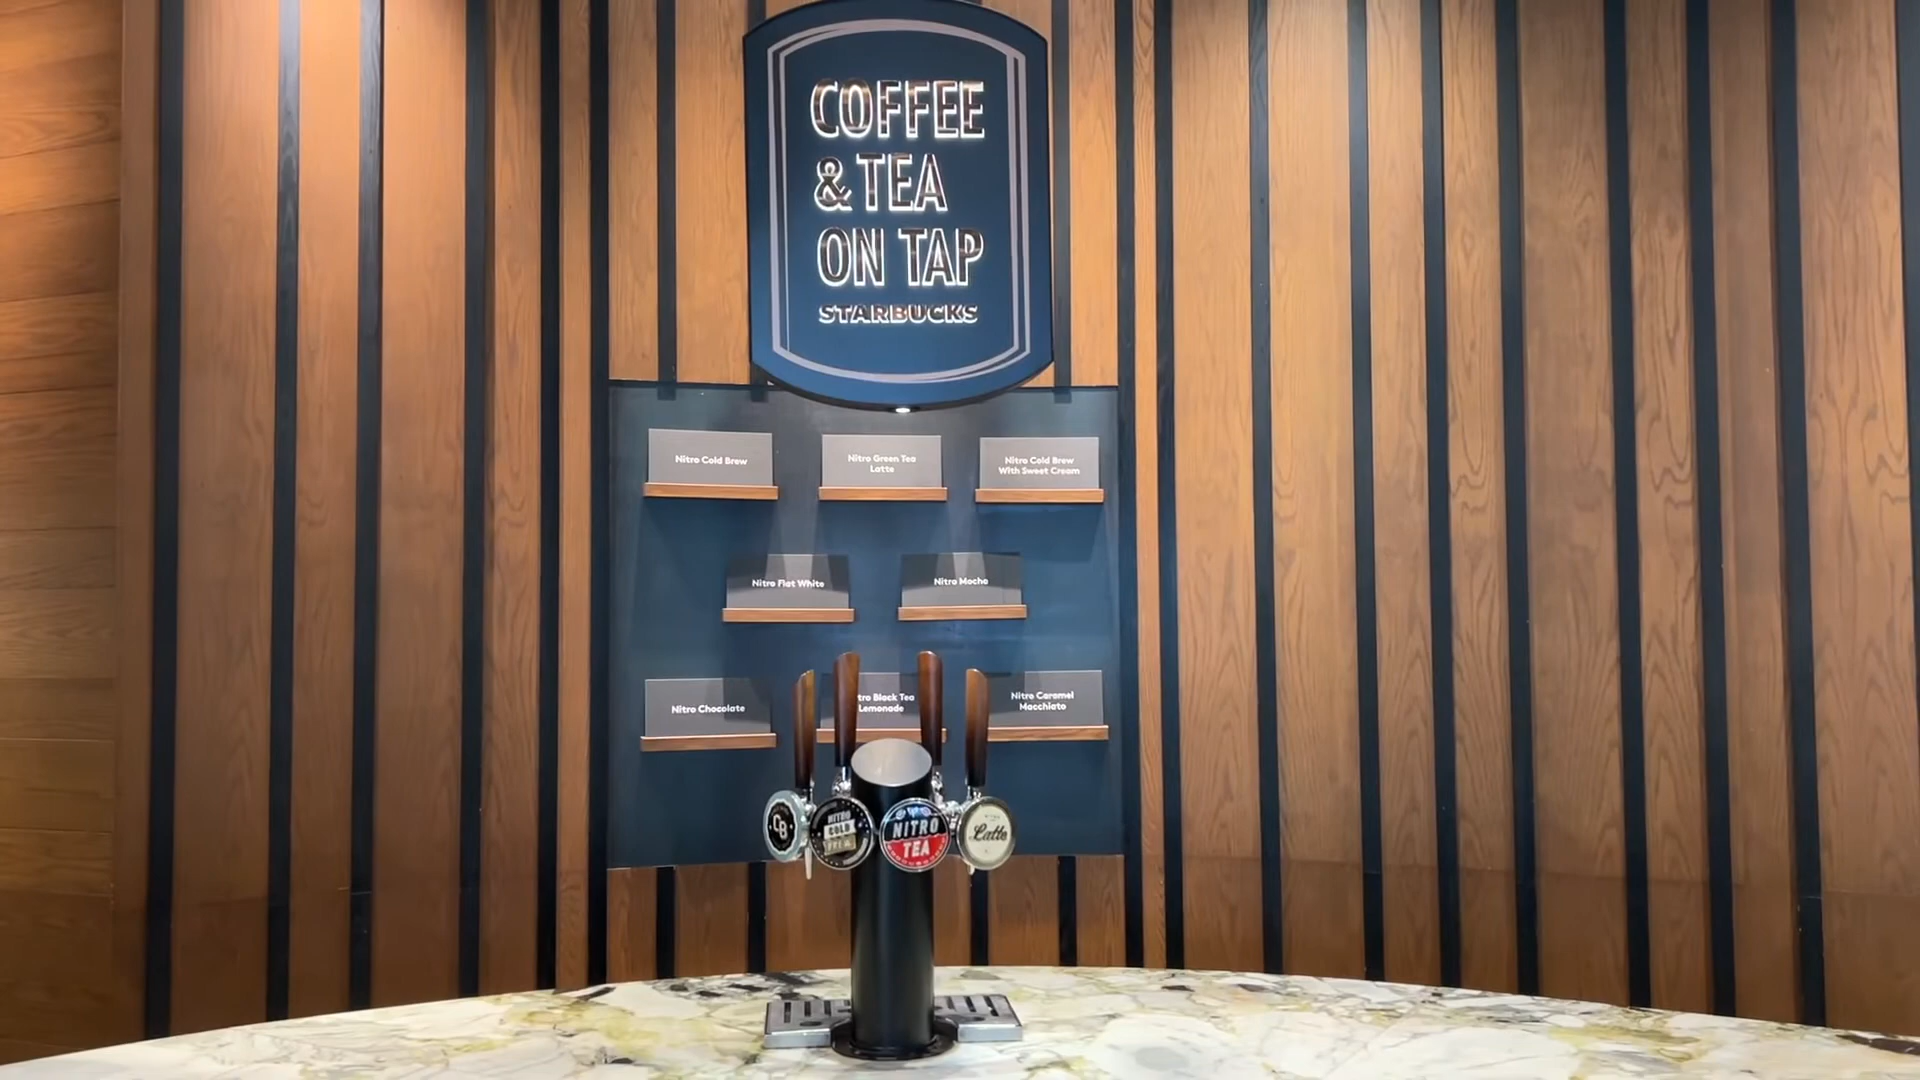 COFFEE
& TEA
ON TAP
STARBUCKS
Nitro Cold Brew
Nitro Green Tea
Latte
Nitro Cold Brew
With Sweet Cream
Nitro Flat White
Nitro Mocha
Nitro Chocolate
tro Black Tea
Lemonade
Nitro Caramel
Macchiato
CB
NITRO
COLD
NITRO
TEA
Latte